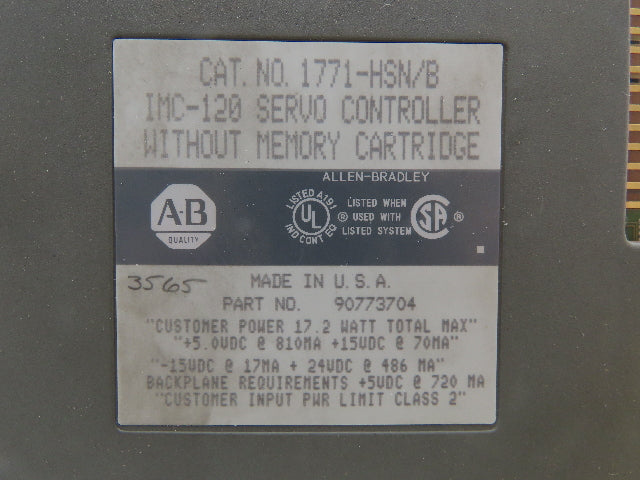 CAT. NO. 1771-HSN/B
IMC-120 SERVO CONTROLLER
WITHOUT MEMORY CARTRIDGE
ALLEN-BRADLEY
A-B
QUALITY
LISTED A191
UL
IND CONT EQ
® LISTED WHEN
USED WITH
LISTED SYSTEM
SA ®
3565
MADE IN U.S.A.
PART NO. 90773704
"CUSTOMER POWER 17.2 WATT TOTAL MAX"
"+5.0VDC @ 810MA +15VDC @ 70MA"
"-15VDC @ 17MA + 24VDC @ 486 MA"
BACKPLANE REQUIREMENTS +5VDC @ 720 MA
"CUSTOMER INPUT PWR LIMIT CLASS 2"